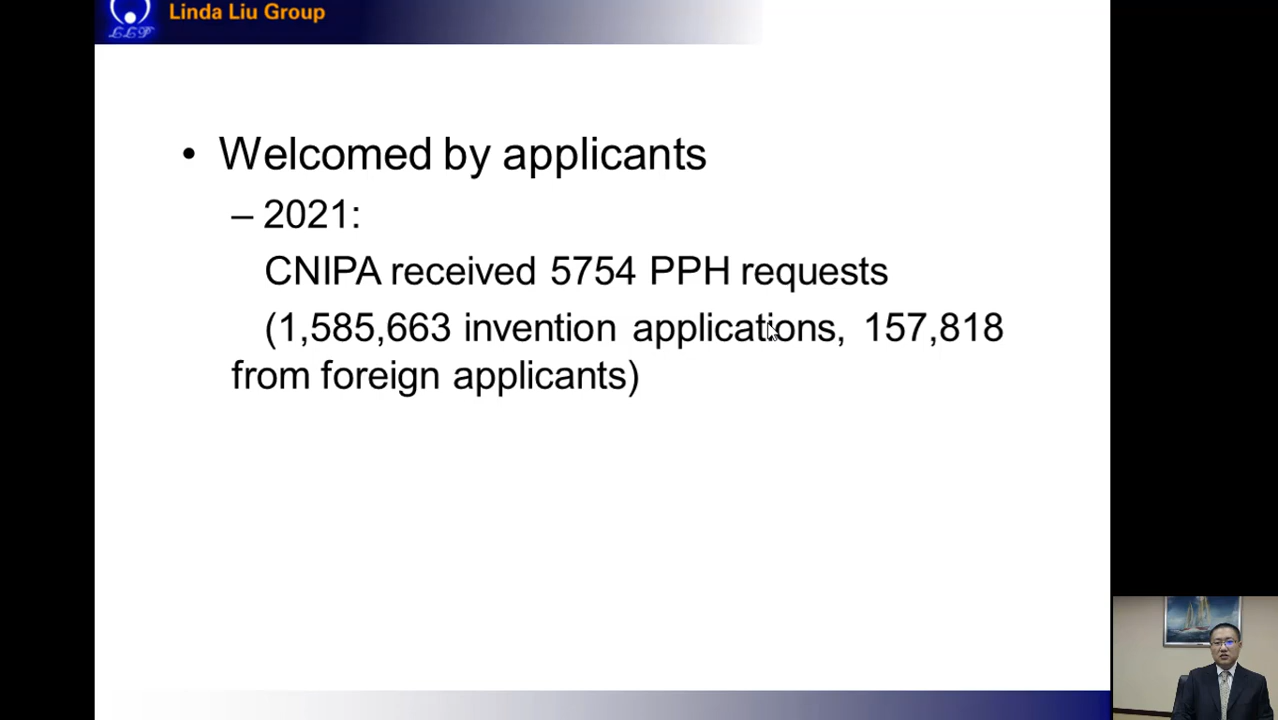 Linda Liu Group
LLP
• Welcomed by applicants
– 2021:
CNIPA received 5754 PPH requests
(1,585,663 invention applications, 157,818
from foreign applicants)